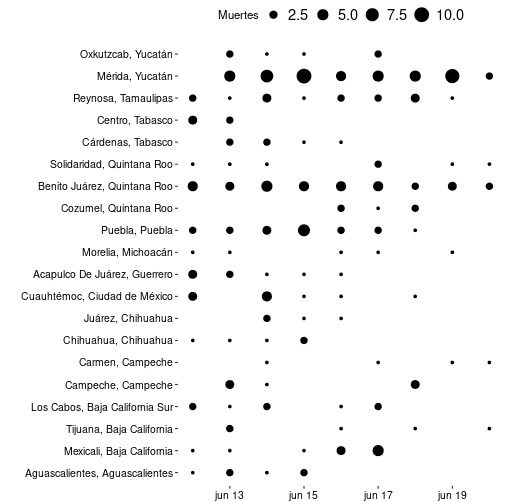 Muertes 2.5 5.0 7.5 10.0
Oxkutzcab, Yucatán
Mérida, Yucatán
Reynosa, Tamaulipas
Centro, Tabasco
Cárdenas, Tabasco
Solidaridad, Quintana Roo
Benito Juárez, Quintana Roo
Cozumel, Quintana Roo
Puebla, Puebla
Morelia, Michoacán
Acapulco De Juárez, Guerrero
Cuauhtémoc, Ciudad de México
Juárez, Chihuahua
Chihuahua, Chihuahua
Carmen, Campeche
Campeche, Campeche
Los Cabos, Baja California Sur
Tijuana, Baja California
Mexicali, Baja California
Aguascalientes, Aguascalientes
jun 13 jun 15 jun 17 jun 19